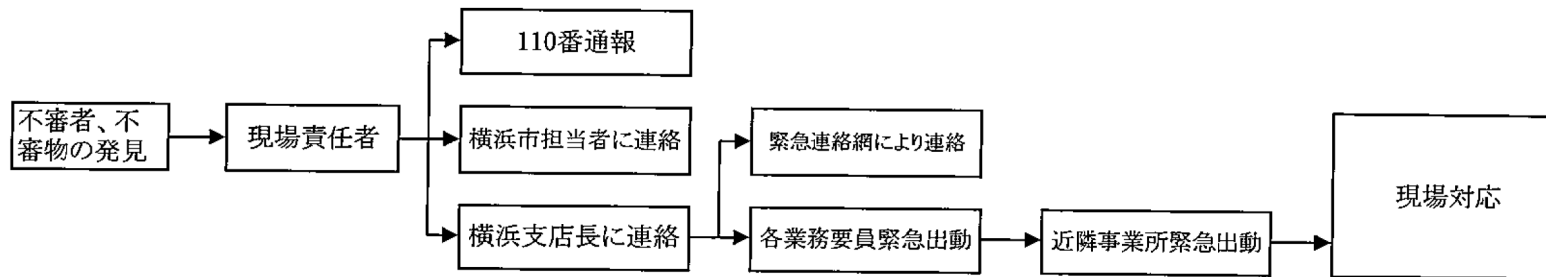 不審者、不
審物の発見
現場責任者
110番通報
横浜市担当者に連絡
横浜支店長に連絡
緊急連絡網により連絡
各業務要員緊急出動
近隣事業所緊急出動
現場対応